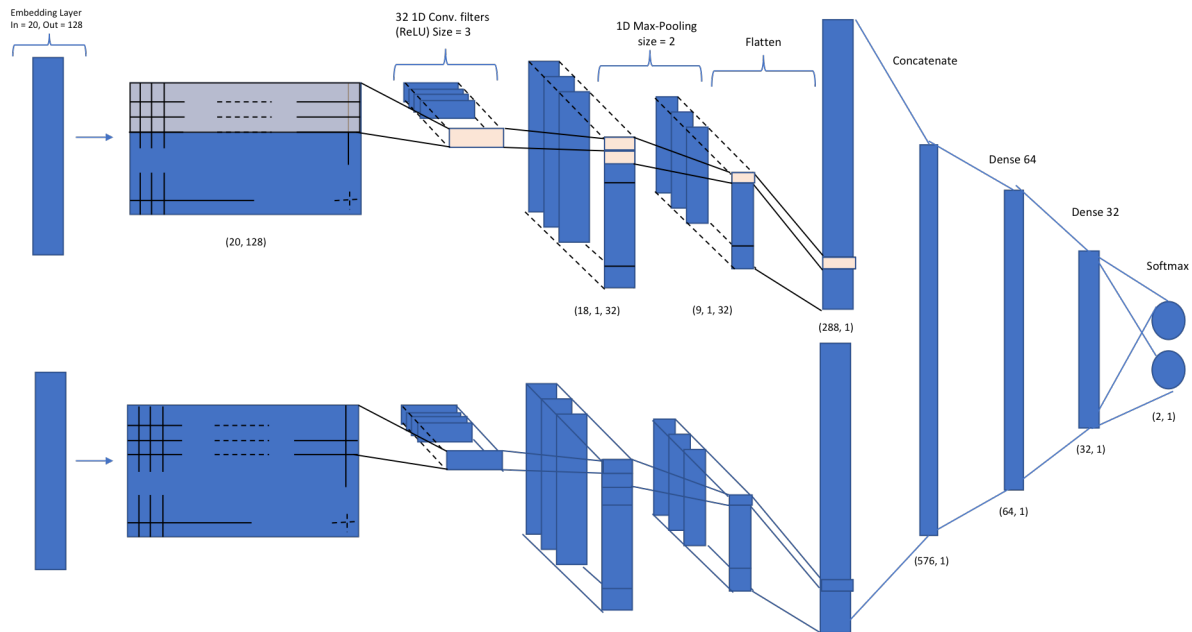 Embedding Layer
In = 20, Out = 128
32 1D Conv. filters
(ReLU) Size = 3
1D Max-Pooling
size = 2
Flatten
Concatenate
Dense 64
Dense 32
Softmax
(20, 128)
(18, 1, 32)
(9, 1, 32)
(288, 1)
(2, 1)
(32, 1)
(64, 1)
(576, 1)